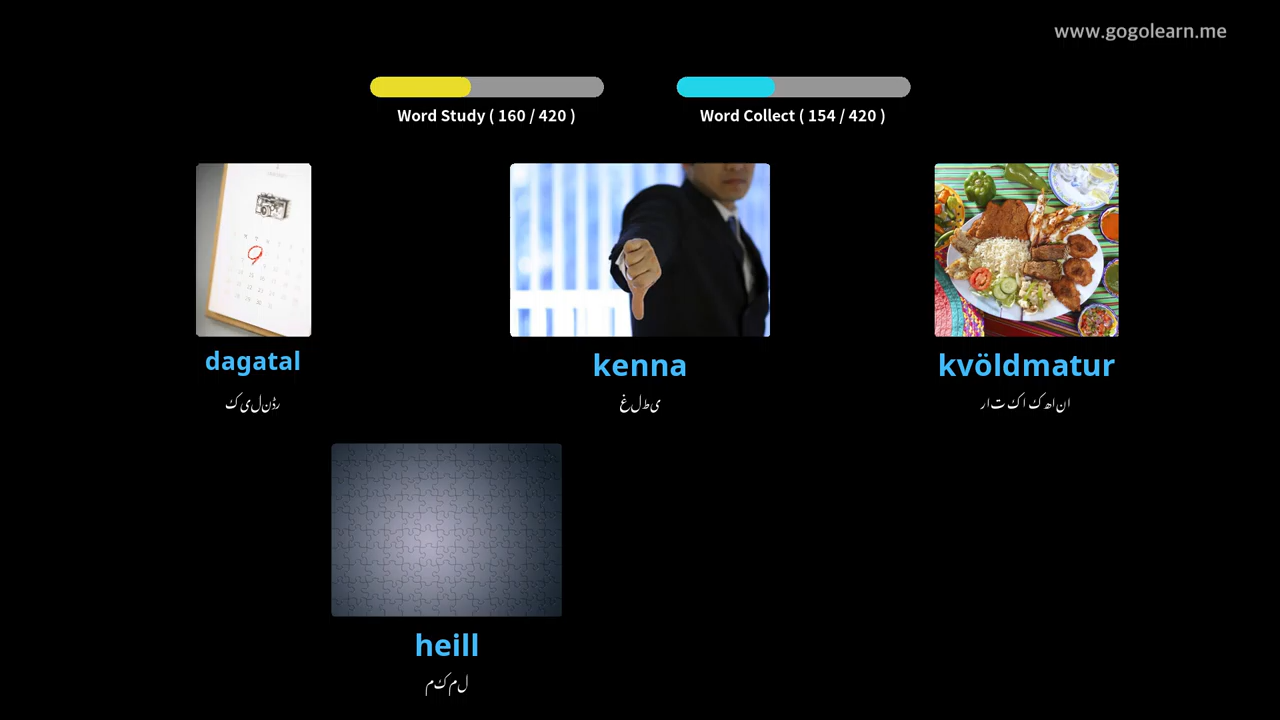 www.gogolearn.me
Word Study ( 160 / 420 )
Word Collect ( 154 / 420 )
dagatal
کیلنڈر
kenna
غلطی
kvöldmatur
رات کا کھانا
heill
مکمل